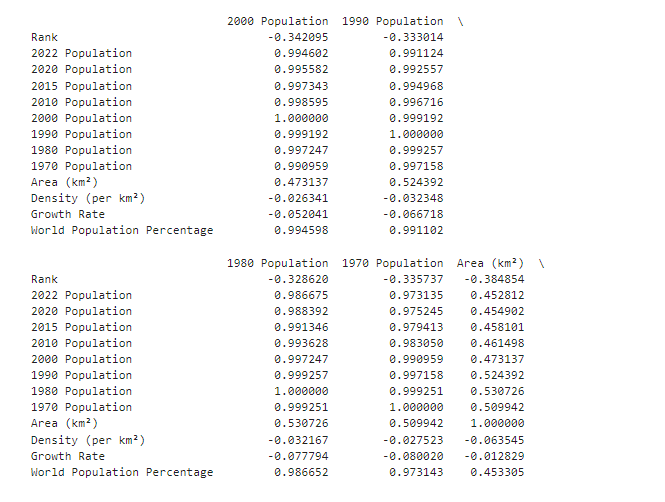 2000 Population 1990 Population \
Rank -0.342095 -0.333014
2022 Population 0.994602 0.991124
2020 Population 0.995582 0.992557
2015 Population 0.997343 0.994968
2010 Population 0.998595 0.996716
2000 Population 1.000000 0.999192
1990 Population 0.999192 1.000000
1980 Population 0.997247 0.999257
1970 Population 0.990959 0.997158
Area (km²) 0.473137 0.524392
Density (per km²) -0.026341 -0.032348
Growth Rate -0.052041 -0.066718
World Population Percentage 0.994598 0.991102
1980 Population 1970 Population Area (km²) \
Rank -0.328620 -0.335737 -0.384854
2022 Population 0.986675 0.973135 0.452812
2020 Population 0.988392 0.975245 0.454902
2015 Population 0.991346 0.979413 0.458101
2010 Population 0.993628 0.983050 0.461498
2000 Population 0.997247 0.990959 0.473137
1990 Population 0.999257 0.997158 0.524392
1980 Population 1.000000 0.999251 0.530726
1970 Population 0.999251 1.000000 0.509942
Area (km²) 0.530726 0.509942 1.000000
Density (per km²) -0.032167 -0.027523 -0.063545
Growth Rate -0.077794 -0.080020 -0.012829
World Population Percentage 0.986652 0.973143 0.453305